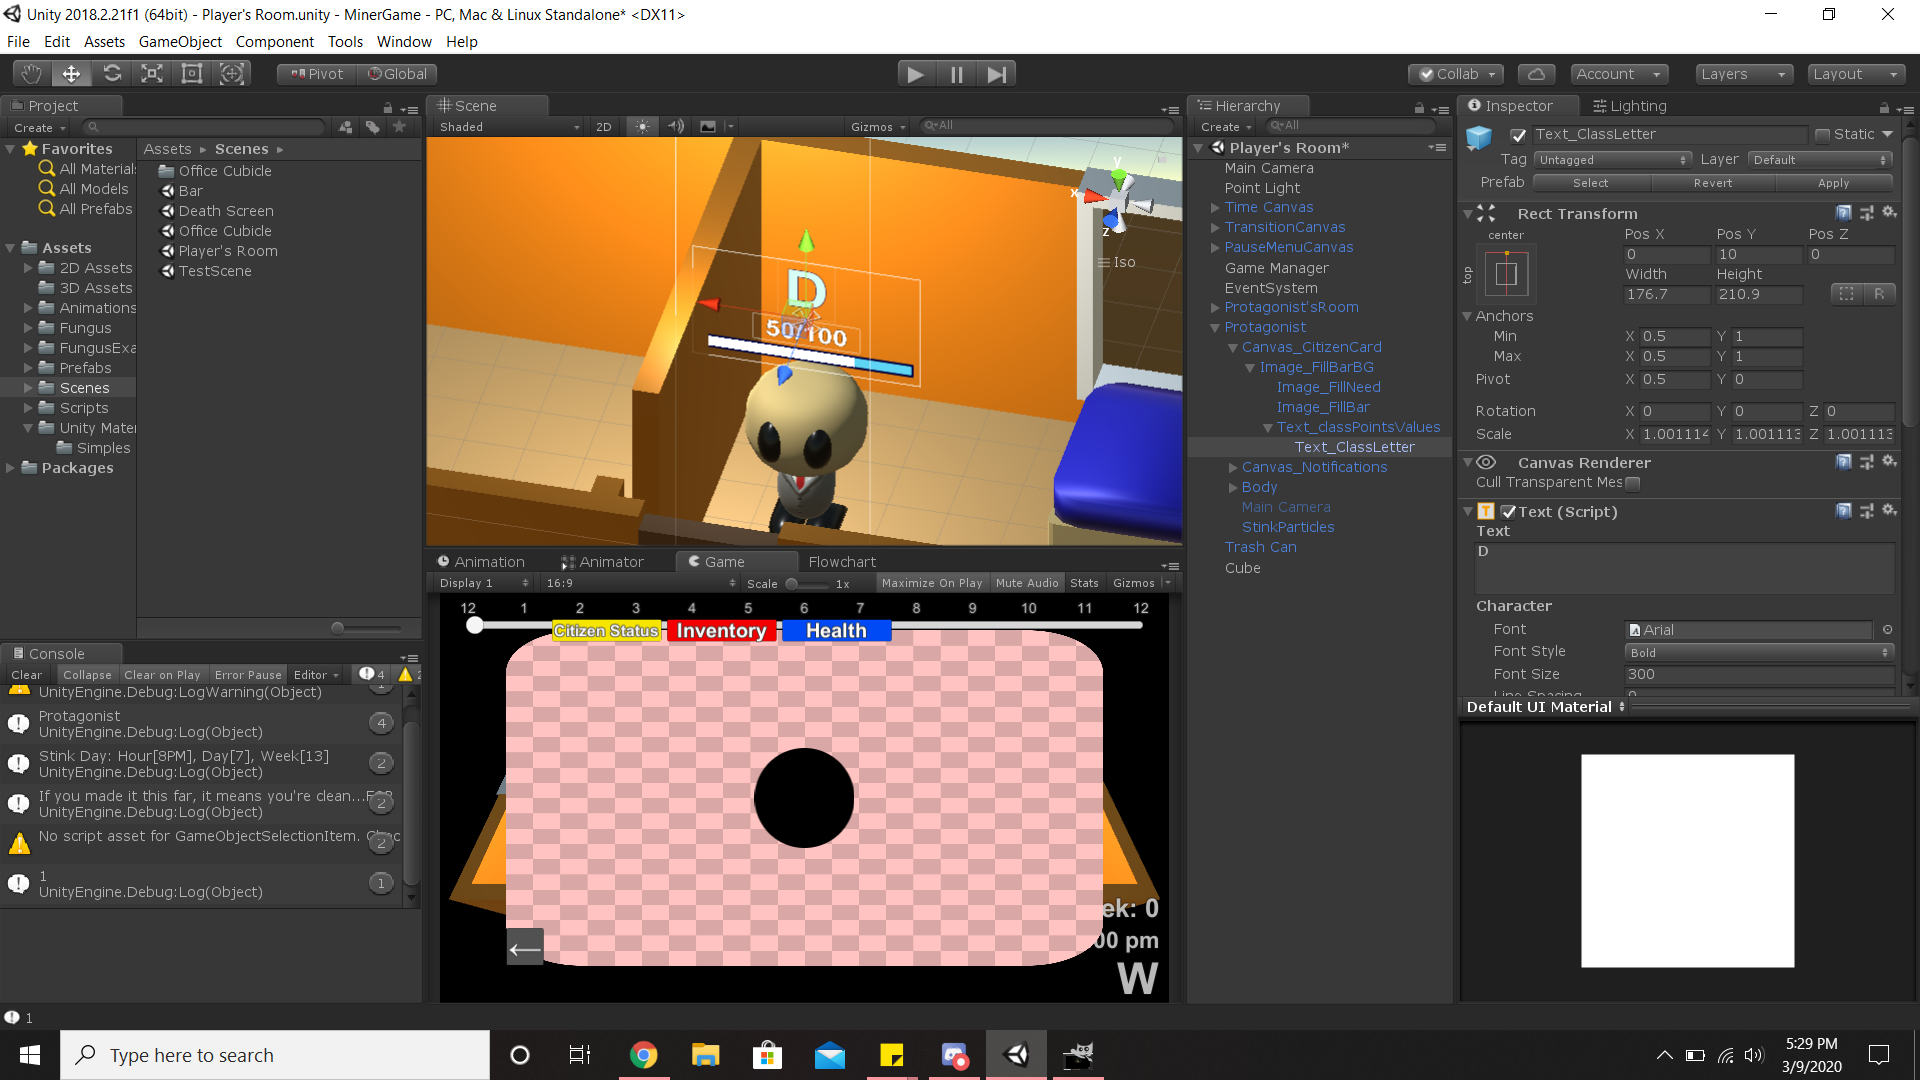 Unity 2018.2.21f1 (64bit) - Player's Room.unity - MinerGame - PC, Mac & Linux Standalone* <DX11>
File Edit Assets GameObject Component Tools Window Help
Pivot Global Collab Account Layers Layout
Project
Create
Favorites
All Materials
All Models
All Prefabs
Assets
2D Assets
3D Assets
Animations
Fungus
FungusExa
Prefabs
Scenes
Scripts
Unity Mater
Simples
Packages
Assets Scenes
Office Cubicle
Bar
Death Screen
Office Cubicle
Player's Room
TestScene
Console
Clear Collapse Clear on Play Error Pause Editor 4 2
UnityEngine.Debug:LogWarning(Object)
Protagonist
UnityEngine.Debug:Log(Object) 4
Stink Day: Hour[8PM], Day[7], Week[13]
UnityEngine.Debug:Log(Object) 2
If you made it this far, it means you're clean...
UnityEngine.Debug:Log(Object) 2
No script asset for GameObjectSelectionItem. 2
1
UnityEngine.Debug:Log(Object) 1
1
Scene
Shaded 2D Gizmos All
y
x
z
Iso
D
50/100
Animation Animator Game Flowchart
Display 1 16:9 Scale 1x Maximize On Play Mute Audio Stats Gizmos
12 1 2 3 4 5 6 7 8 9 10 11 12
Citizen Status Inventory Health
ek: 0
00 pm
W
Hierarchy
Create All
Player's Room*
Main Camera
Point Light
Time Canvas
TransitionCanvas
PauseMenuCanvas
Game Manager
EventSystem
Protagonist'sRoom
Protagonist
Canvas_CitizenCard
Image_FillBarBG
Image_FillNeed
Image_FillBar
Text_classPointsValues
Text_ClassLetter
Canvas_Notifications
Body
Main Camera
StinkParticles
Trash Can
Cube
Inspector Lighting
Text_ClassLetter Static
Tag Untagged Layer Default
Prefab Select Revert Apply
Rect Transform
center Pos X Pos Y Pos Z
top 0 10 0
Width Height
176.7 210.9 R
Anchors
Min X 0.5 Y 1
Max X 0.5 Y 1
Pivot X 0.5 Y 0
Rotation X 0 Y 0 Z 0
Scale X 1.001114 Y 1.001113 Z 1.001113
Canvas Renderer
Cull Transparent Mes
Text (Script)
Text
D
Character
Font Arial
Font Style Bold
Font Size 300
Line Spacing
Default UI Material
Type here to search
5:29 PM
3/9/2020